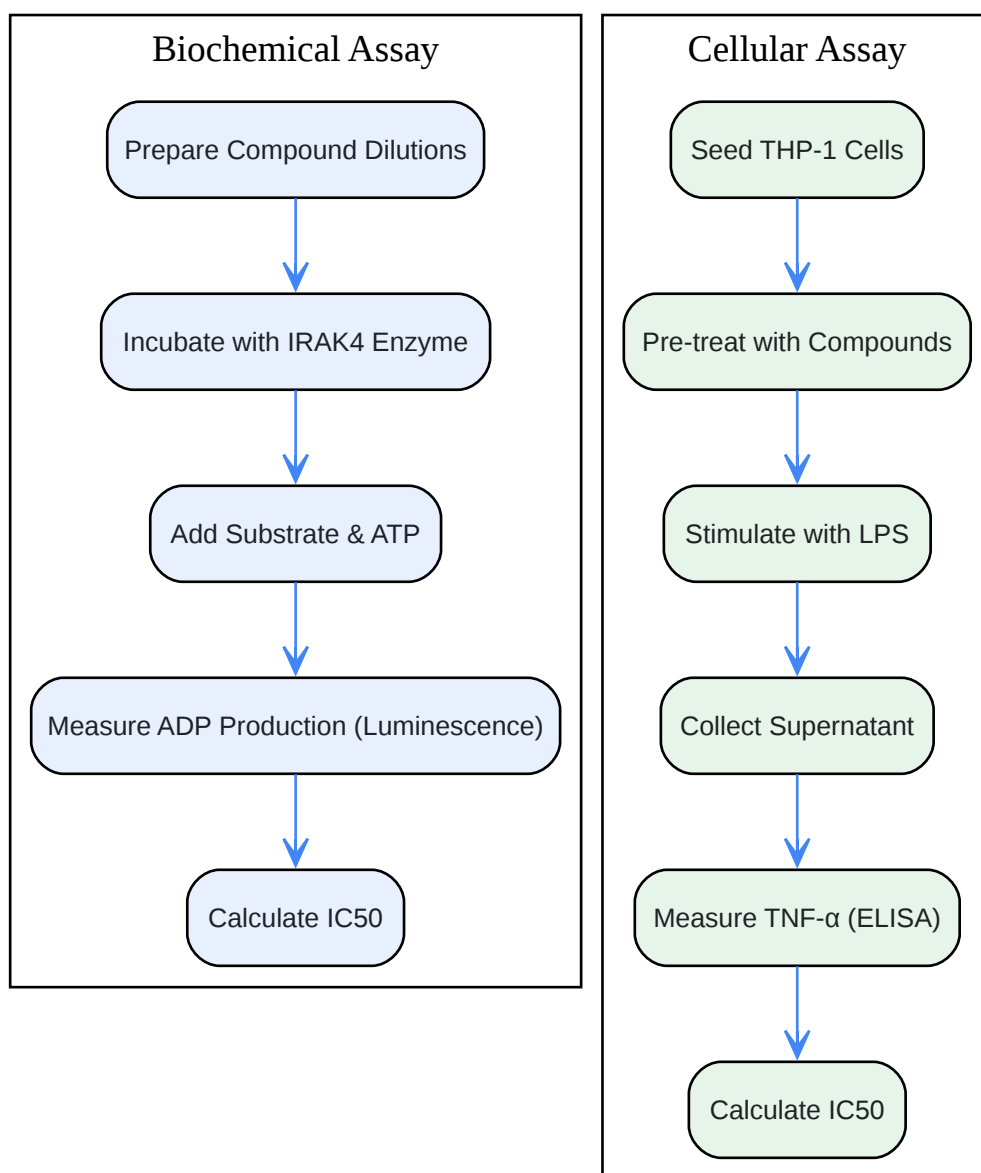 Biochemical Assay
Prepare Compound Dilutions
Incubate with IRAK4 Enzyme
Add Substrate & ATP
Measure ADP Production (Luminescence)
Calculate IC50
Cellular Assay
Seed THP-1 Cells
Pre-treat with Compounds
Stimulate with LPS
Collect Supernatant
Measure TNF-α (ELISA)
Calculate IC50